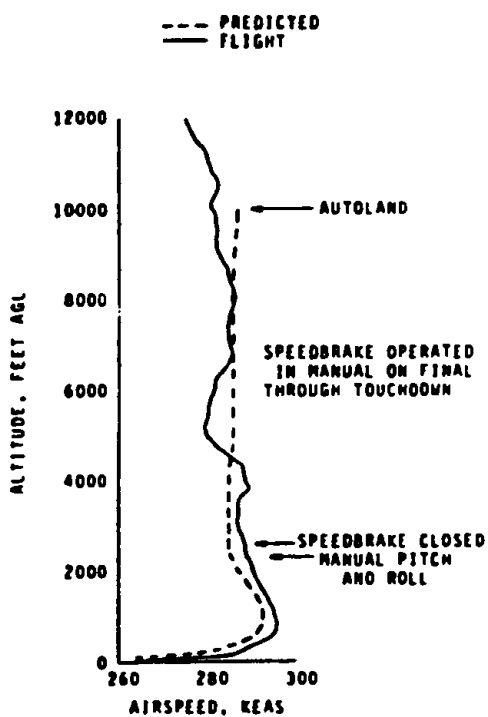 PREDICTED
FLIGHT
12000
10000
8000
6000
4000
2000
0
ALTITUDE, FEET AGL
AUTOLAND
SPEEDBRAKE OPERATED
IN MANUAL ON FINAL
THROUGH TOUCHDOWN
SPEEDBRAKE CLOSED
MANUAL PITCH
AND ROLL
260
280
300
AIRSPEED, KEAS